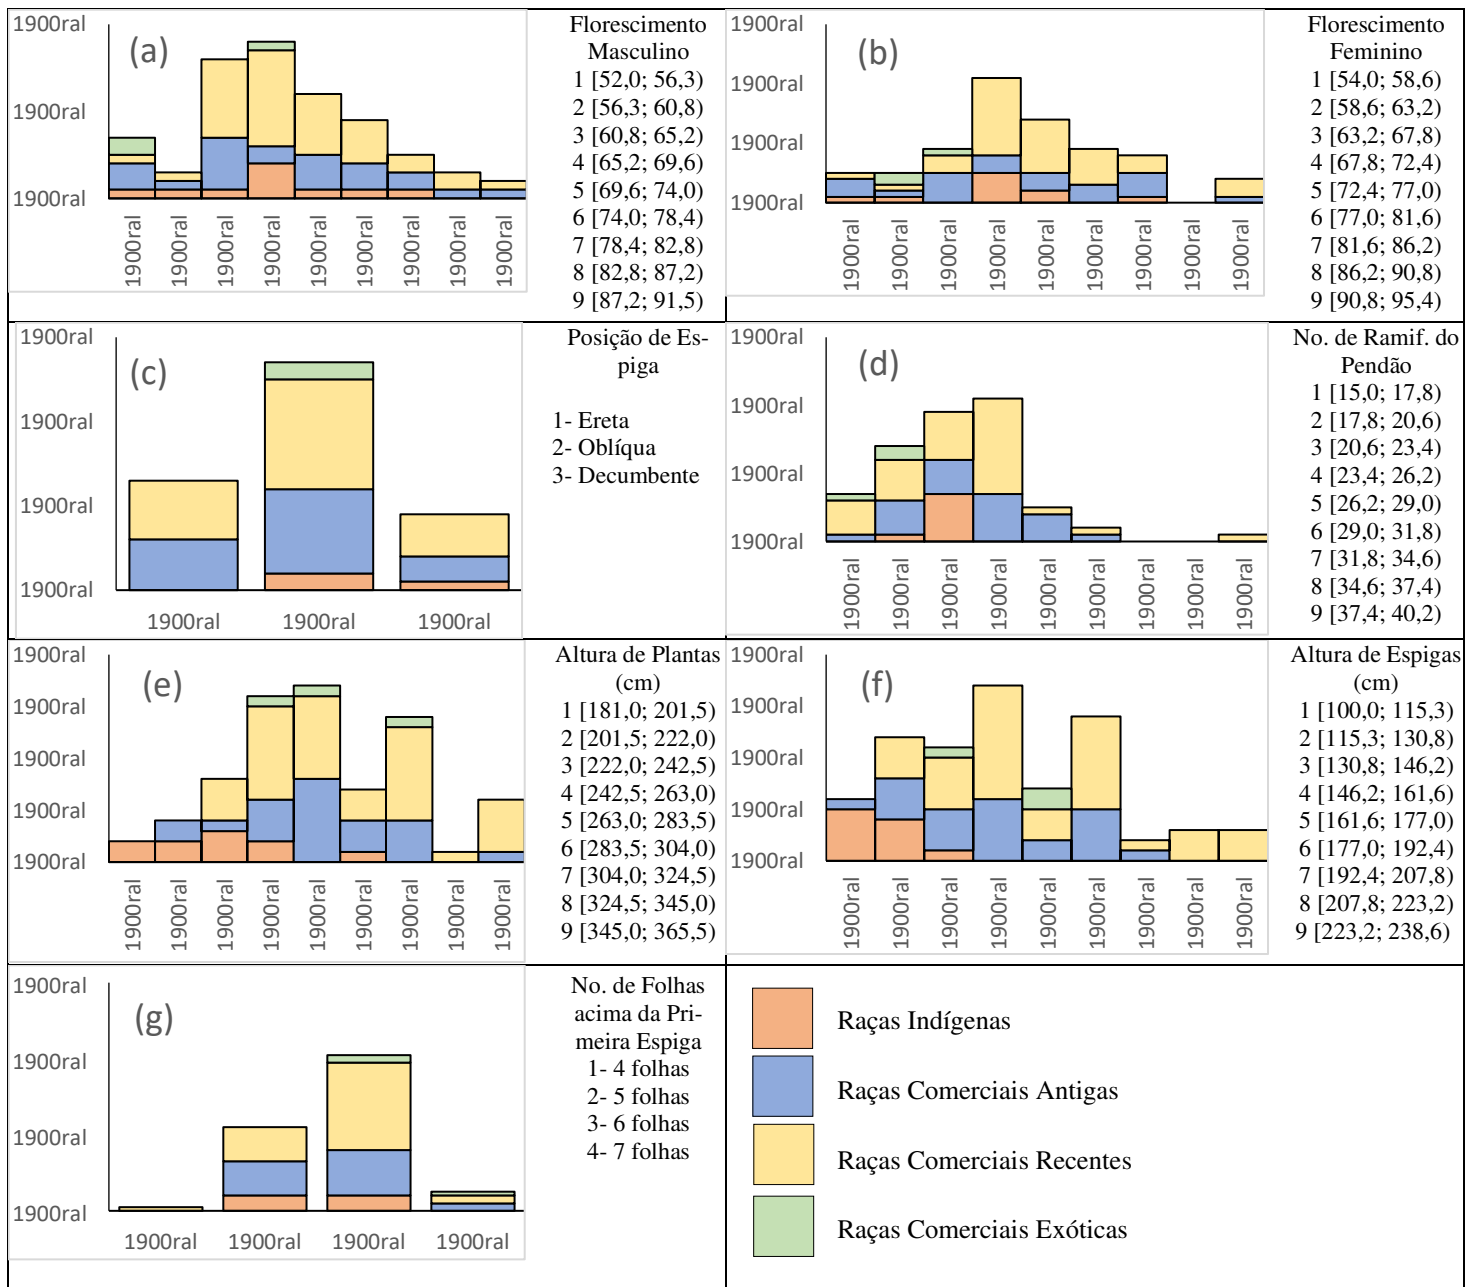 1900ral
1900ral
1900ral
(a)
1900ral
1900ral
1900ral
1900ral
1900ral
1900ral
1900ral
1900ral
1900ral
Florescimento
Masculino
1 [52,0; 56,3)
2 [56,3; 60,8)
3 [60,8; 65,2)
4 [65,2; 69,6)
5 [69,6; 74,0)
6 [74,0; 78,4)
7 [78,4; 82,8)
8 [82,8; 87,2)
9 [87,2; 91,5)
1900ral
1900ral
1900ral
1900ral
(b)
1900ral
1900ral
1900ral
1900ral
1900ral
1900ral
1900ral
1900ral
1900ral
Florescimento
Feminino
1 [54,0; 58,6)
2 [58,6; 63,2)
3 [63,2; 67,8)
4 [67,8; 72,4)
5 [72,4; 77,0)
6 [77,0; 81,6)
7 [81,6; 86,2)
8 [86,2; 90,8)
9 [90,8; 95,4)
1900ral
1900ral
1900ral
1900ral
(c)
1900ral
1900ral
1900ral
Posição de Es-
piga
1- Ereta
2- Oblíqua
3- Decumbente
1900ral
1900ral
1900ral
1900ral
(d)
1900ral
1900ral
1900ral
1900ral
1900ral
1900ral
1900ral
1900ral
1900ral
No. de Ramif. do
Pendão
1 [15,0; 17,8)
2 [17,8; 20,6)
3 [20,6; 23,4)
4 [23,4; 26,2)
5 [26,2; 29,0)
6 [29,0; 31,8)
7 [31,8; 34,6)
8 [34,6; 37,4)
9 [37,4; 40,2)
1900ral
1900ral
1900ral
1900ral
1900ral
(e)
1900ral
1900ral
1900ral
1900ral
1900ral
1900ral
1900ral
1900ral
1900ral
Altura de Plantas
(cm)
1 [181,0; 201,5)
2 [201,5; 222,0)
3 [222,0; 242,5)
4 [242,5; 263,0)
5 [263,0; 283,5)
6 [283,5; 304,0)
7 [304,0; 324,5)
8 [324,5; 345,0)
9 [345,0; 365,5)
1900ral
1900ral
1900ral
1900ral
1900ral
(f)
1900ral
1900ral
1900ral
1900ral
1900ral
1900ral
1900ral
1900ral
1900ral
Altura de Espigas
(cm)
1 [100,0; 115,3)
2 [115,3; 130,8)
3 [130,8; 146,2)
4 [146,2; 161,6)
5 [161,6; 177,0)
6 [177,0; 192,4)
7 [192,4; 207,8)
8 [207,8; 223,2)
9 [223,2; 238,6)
1900ral
1900ral
1900ral
1900ral
(g)
1900ral
1900ral
1900ral
1900ral
No. de Folhas
acima da Pri-
meira Espiga
1- 4 folhas
2- 5 folhas
3- 6 folhas
4- 7 folhas
Raças Indígenas
Raças Comerciais Antigas
Raças Comerciais Recentes
Raças Comerciais Exóticas